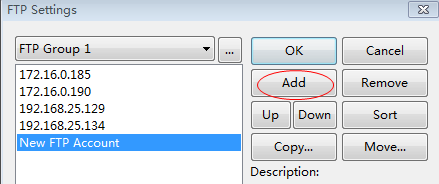 FTP Settings
FTP Group 1
...
OK
Cancel
172.16.0.185
172.16.0.190
192.168.25.129
192.168.25.134
New FTP Account
Add
Remove
Up
Down
Sort
Copy...
Move...
Description: